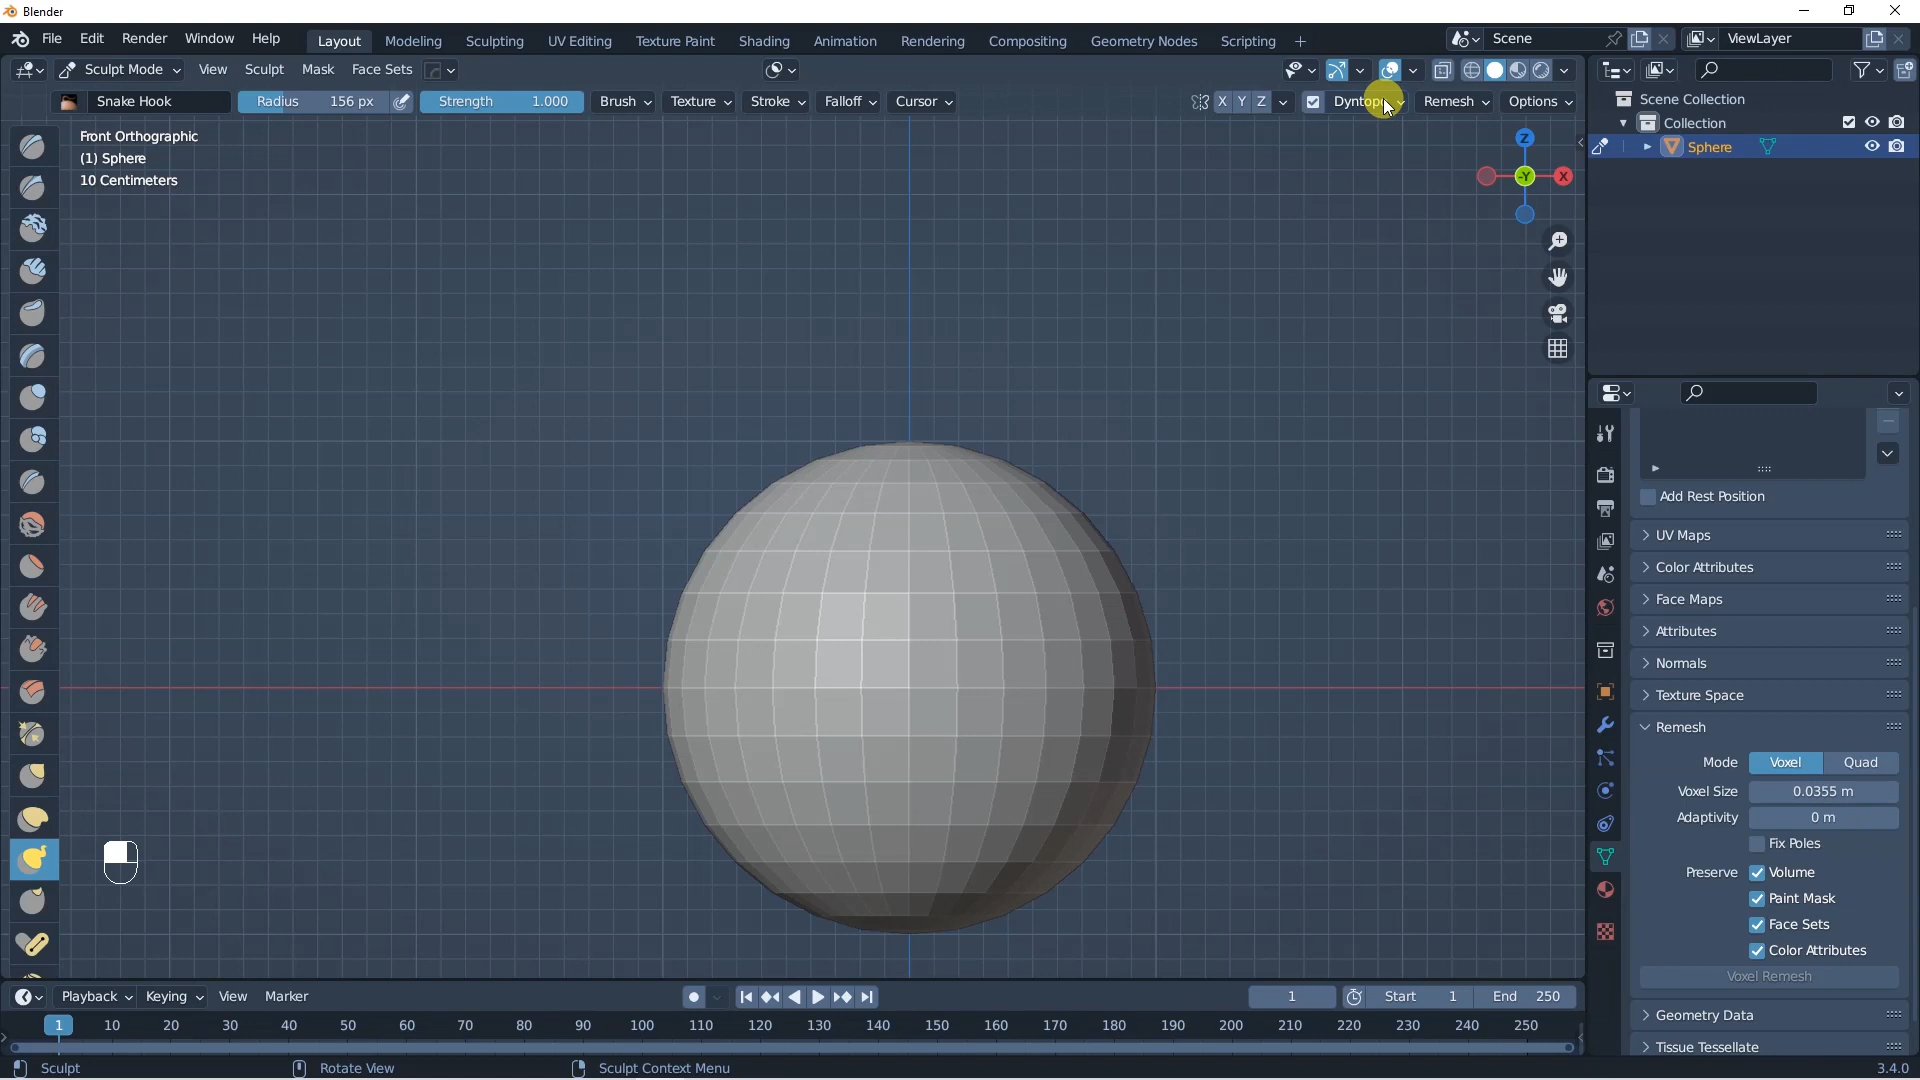 Blender
File Edit Render Window Help Layout Modeling Sculpting UV Editing Texture Paint Shading Animation Rendering Compositing Geometry Nodes Scripting + Scene ViewLayer
Sculpt Mode View Sculpt Mask Face Sets
Snake Hook Radius 156 px Strength 1.000 Brush Texture Stroke Falloff Cursor X Y Z Dyntopo Remesh Options
Scene Collection
Collection
Sphere
Front Orthographic
(1) Sphere
10 Centimeters
Z
-Y
X
Add Rest Position
UV Maps
Color Attributes
Face Maps
Attributes
Normals
Texture Space
Remesh
Mode Voxel Quad
Voxel Size 0.0355 m
Adaptivity 0 m
Fix Poles
Preserve Volume
Paint Mask
Face Sets
Color Attributes
Voxel Remesh
Geometry Data
Tissue Tessellate
Playback Keying View Marker 1 Start 1 End 250
1 10 20 30 40 50 60 70 80 90 100 110 120 130 140 150 160 170 180 190 200 210 220 230 240 250
Sculpt Rotate View Sculpt Context Menu 3.4.0